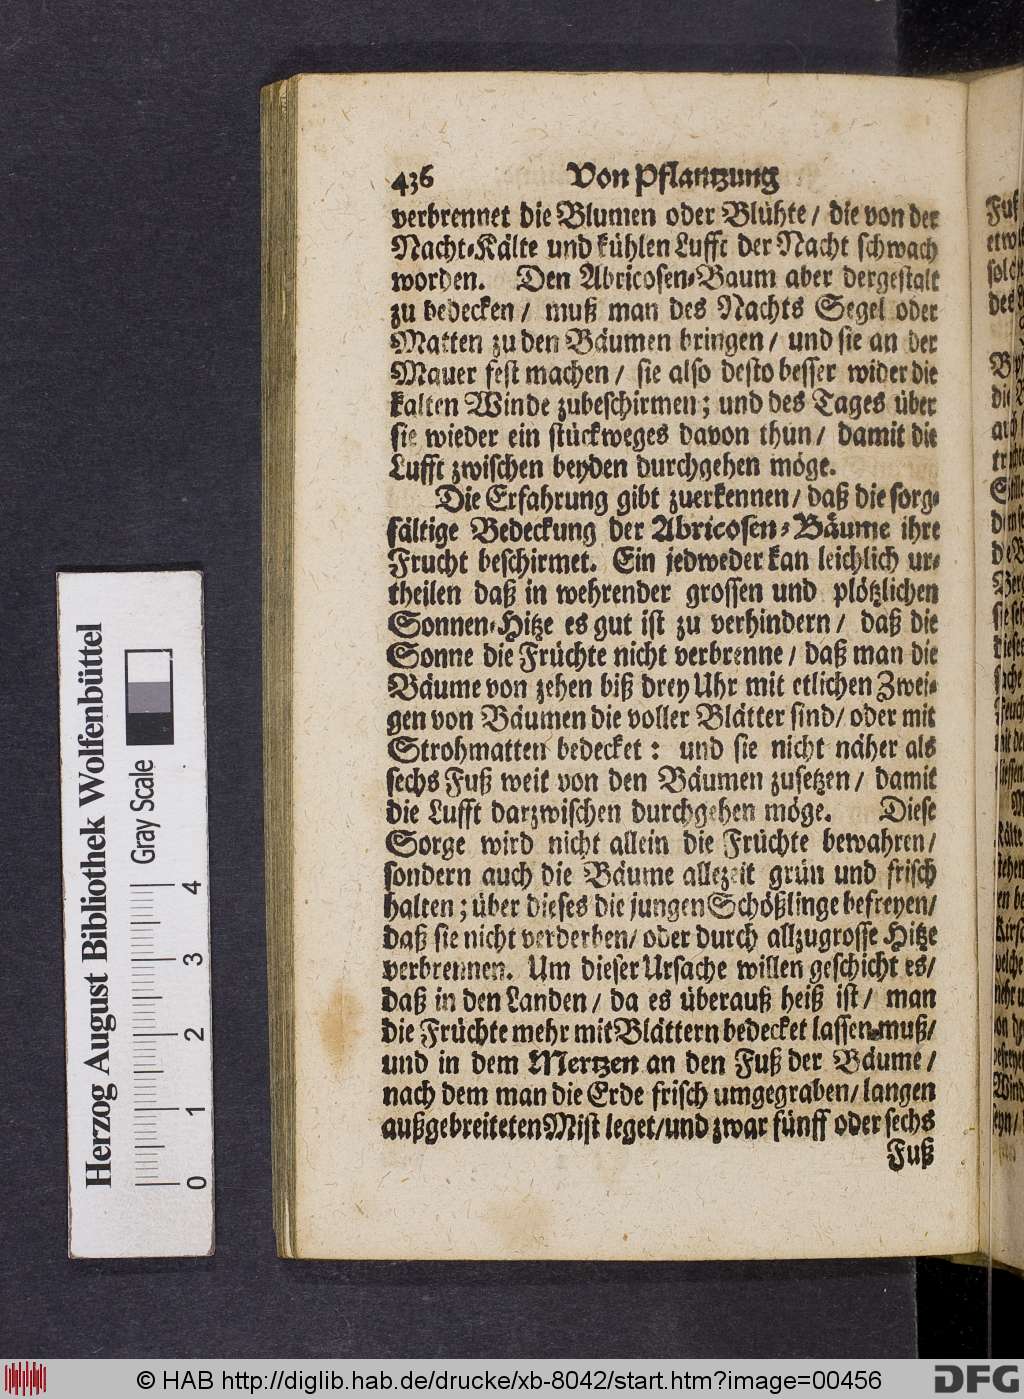 436 Von Pflantzung
verbrennet die Blumen oder Blühte / die von der
Nacht-Kälte und kühlen Lufft der Nacht schwach
worden. Den Abricosen-Baum aber dergestalt
zu bedecken / muß man des Nachts Segel oder
Matten zu den Bäumen bringen / und sie an der
Mauer fest machen / sie also desto besser wider die
kalten Winde zubeschirmen; und des Tages über
sie wieder ein stückweges davon thun / damit die
Lufft zwischen beyden durchgehen möge.
Die Erfahrung gibt zuerkennen / daß die sorg-
fältige Bedeckung der Abricosen-Bäume ihre
Frucht beschirmet. Ein jedweder kan leichlich ur-
theilen daß in wehrender grossen und plötzlichen
Sonnen-Hitze es gut ist zu verhindern / daß die
Sonne die Früchte nicht verbrenne / daß man die
Bäume von zehen biß drey Uhr mit etlichen Zwei-
gen von Bäumen die voller Blätter sind / oder mit
Strohmatten bedecket: und sie nicht näher als
sechs Fuß weit von den Bäumen zusetzen / damit
die Lufft darzwischen durchgehen möge. Diese
Sorge wird nicht allein die Früchte bewahren /
sondern auch die Bäume allezeit grün und frisch
halten; über dieses die jungen Schößlinge befreyen /
daß sie nicht verderben / oder durch allzugrosse Hitze
verbrennen. Um dieser Ursache willen geschicht es /
daß in den Landen / da es überauß heiß ist / man
die Früchte mehr mit Blättern bedecket lassen muß /
und in dem Mertzen an den Fuß der Bäume /
nach dem man die Erde frisch umgegraben / langen
außgebreiteten Mist leget / und zwar fünff oder sechs
Fuß
Herzog August Bibliothek Wolfenbüttel
Gray Scale
0 1 2 3 4
© HAB http://diglib.hab.de/drucke/xb-8042/start.htm?image=00456
DFG